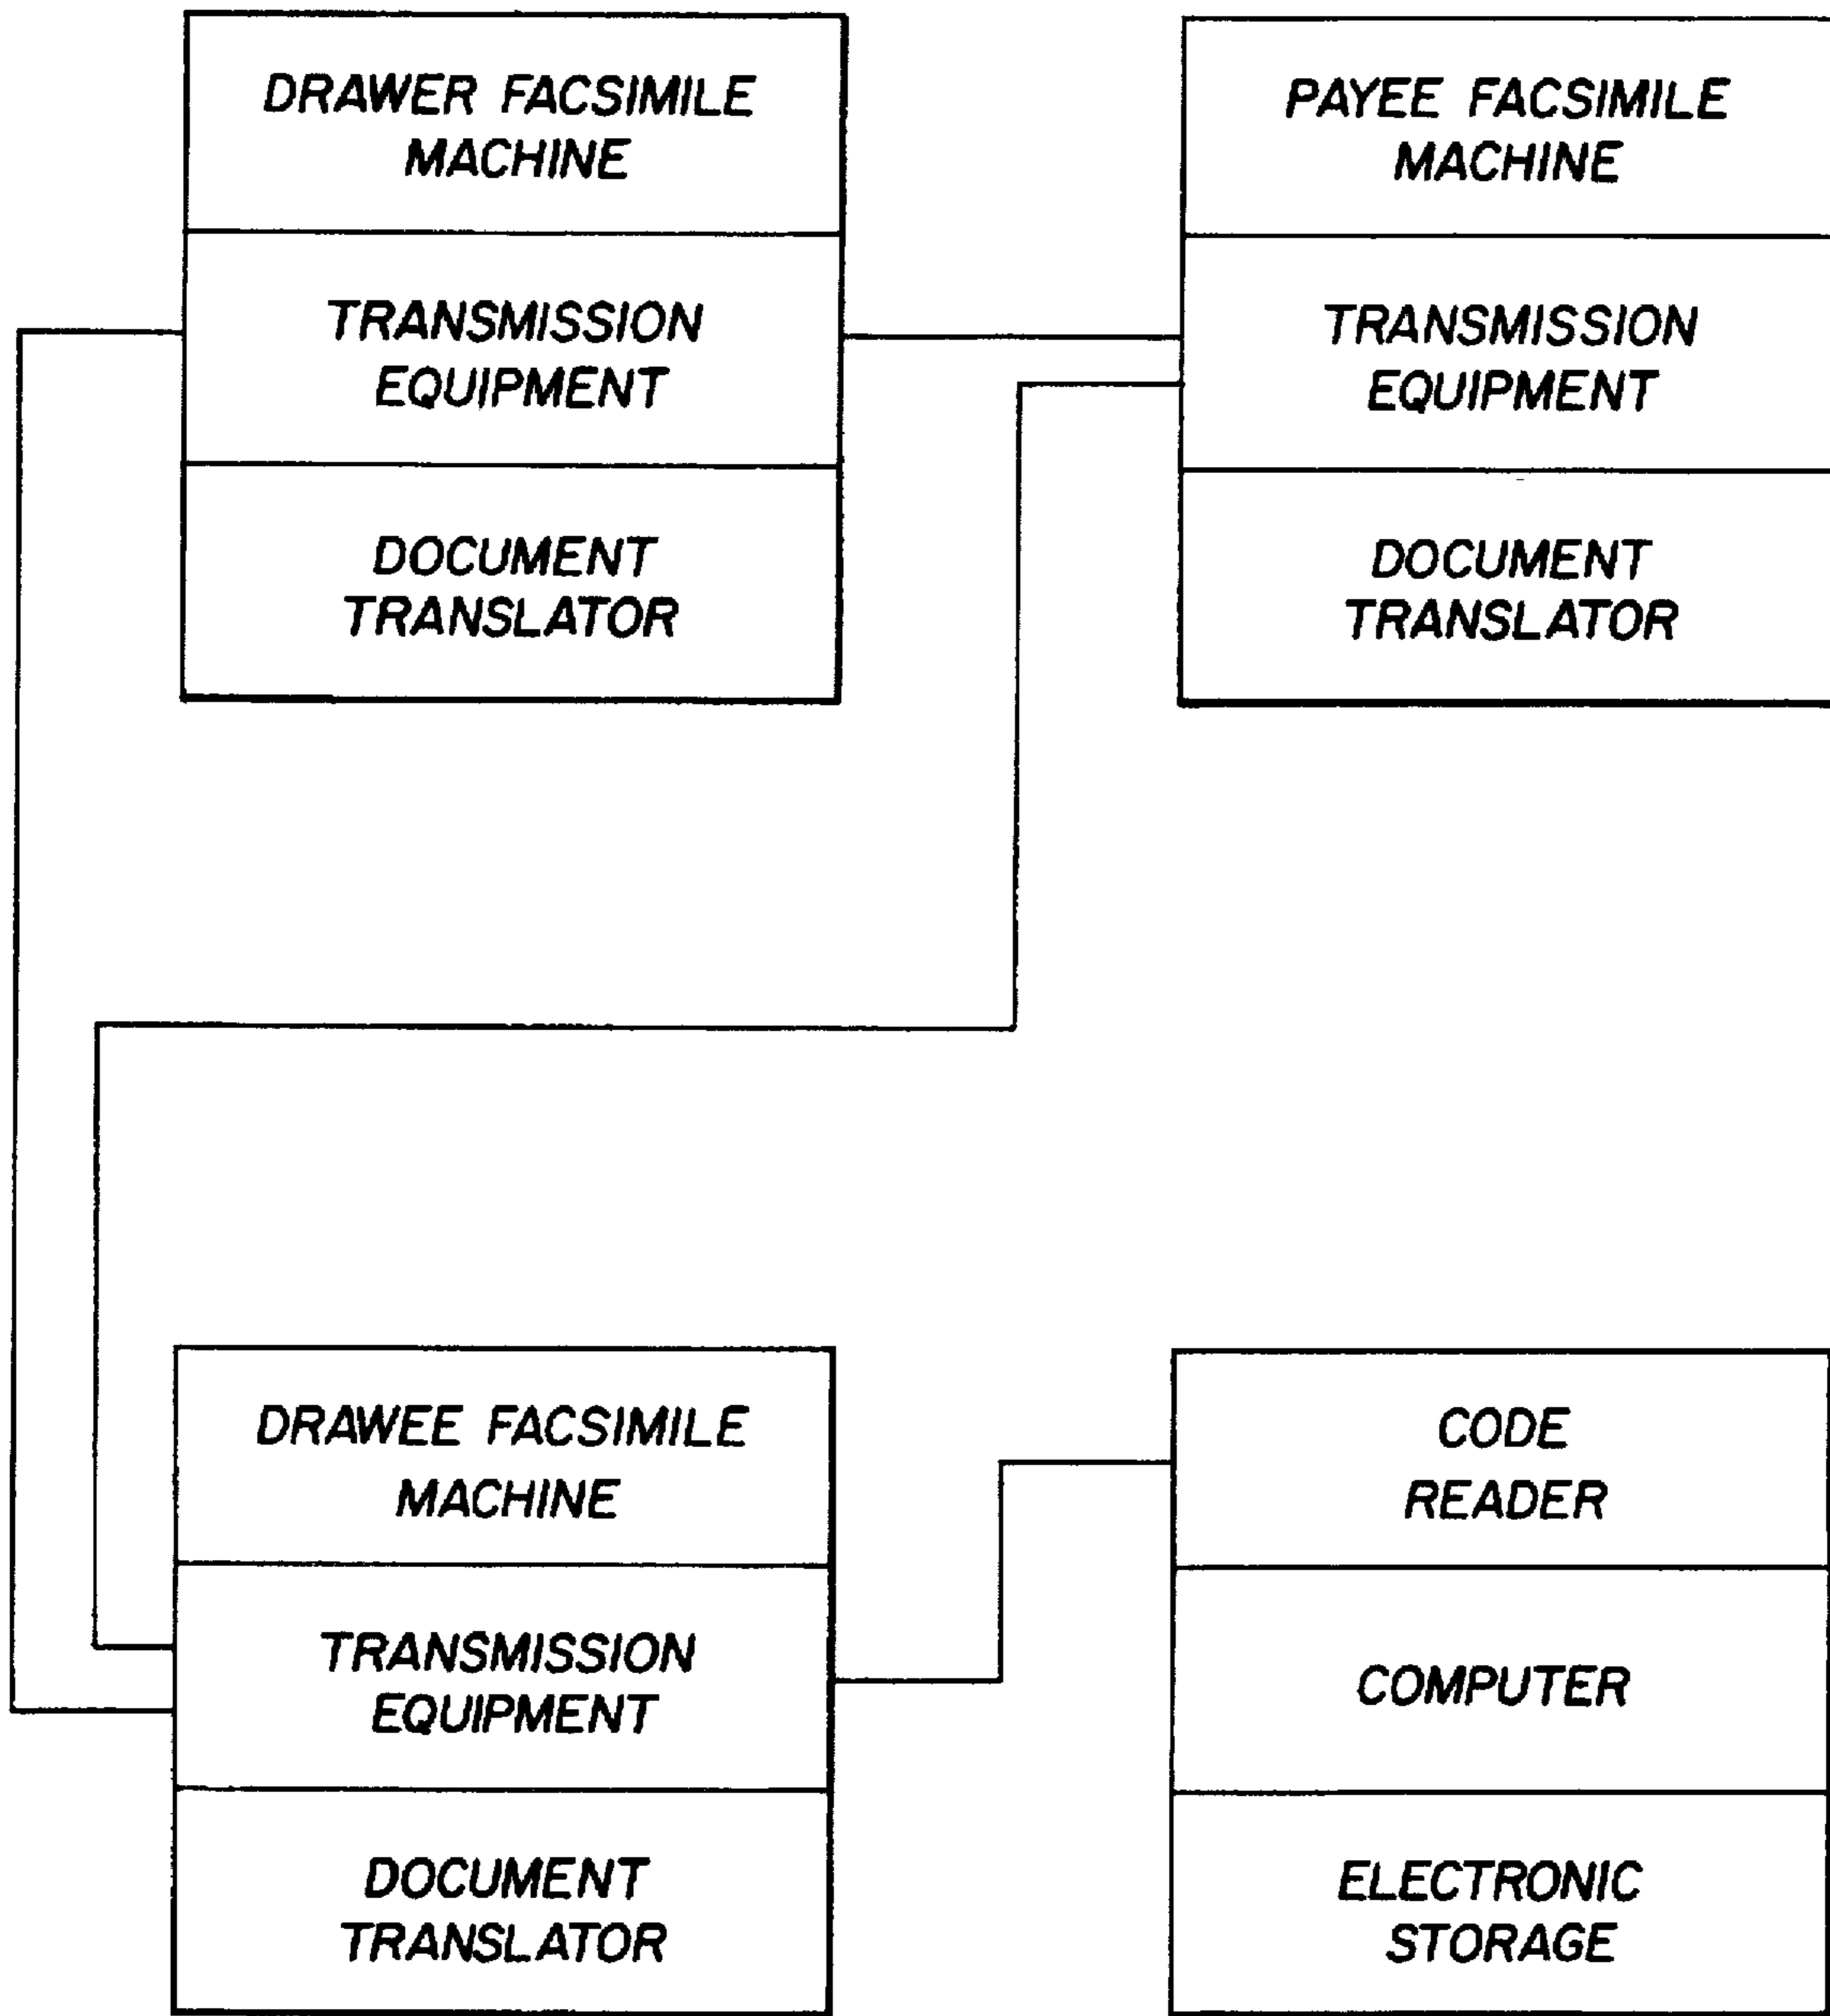 DRAWER FACSIMILE
MACHINE
TRANSMISSION
EQUIPMENT
DOCUMENT
TRANSLATOR
PAYEE FACSIMILE
MACHINE
TRANSMISSION
EQUIPMENT
DOCUMENT
TRANSLATOR
DRAWEE FACSIMILE
MACHINE
TRANSMISSION
EQUIPMENT
DOCUMENT
TRANSLATOR
CODE
READER
COMPUTER
ELECTRONIC
STORAGE